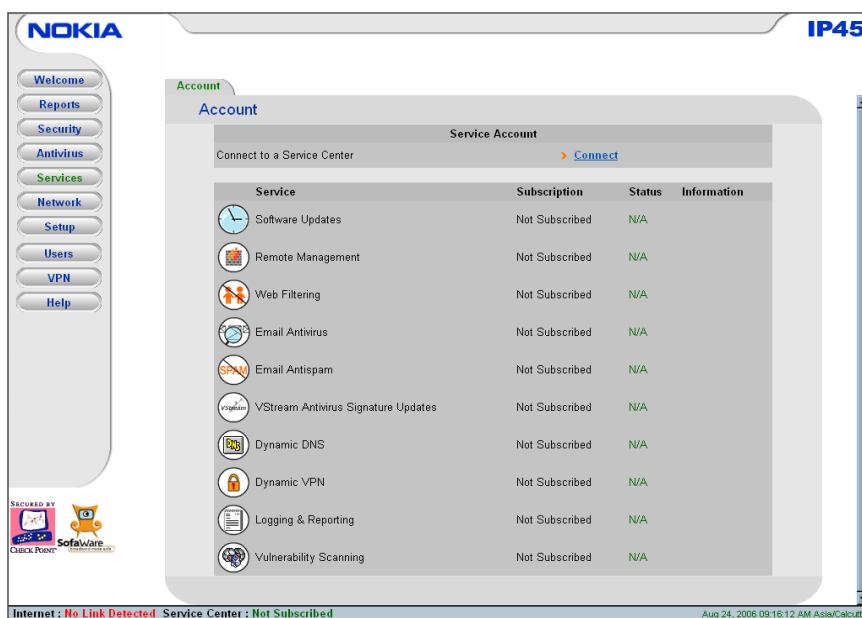 NOKIA
IP45
Welcome
Reports
Security
Antivirus
Services
Network
Setup
Users
VPN
Help
Account
Account
Service Account
Connect to a Service Center > Connect
Service Subscription Status Information
Software Updates Not Subscribed N/A
Remote Management Not Subscribed N/A
Web Filtering Not Subscribed N/A
Email Antivirus Not Subscribed N/A
SPAM Email Antispam Not Subscribed N/A
VStream VStream Antivirus Signature Updates Not Subscribed N/A
DNS Dynamic DNS Not Subscribed N/A
Dynamic VPN Not Subscribed N/A
Logging & Reporting Not Subscribed N/A
Vulnerability Scanning Not Subscribed N/A
SECURED BY
CHECK POINT
SofaWare
Internet : No Link Detected Service Center : Not Subscribed Aug 24, 2006 09:16:12 AM Asia/Calcutt